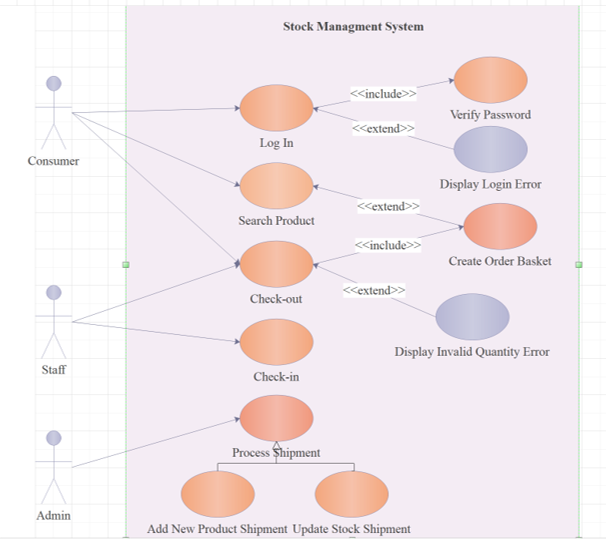 Stock Managment System
<<include>>
Verify Password
<<extend>>
Log In
Consumer
Display Login Error
<<extend>>
Search Product
<<include>>
Create Order Basket
<<extend>>
Check-out
Display Invalid Quantity Error
Staff
Check-in
Process Shipment
Admin
Add New Product Shipment
Update Stock Shipment